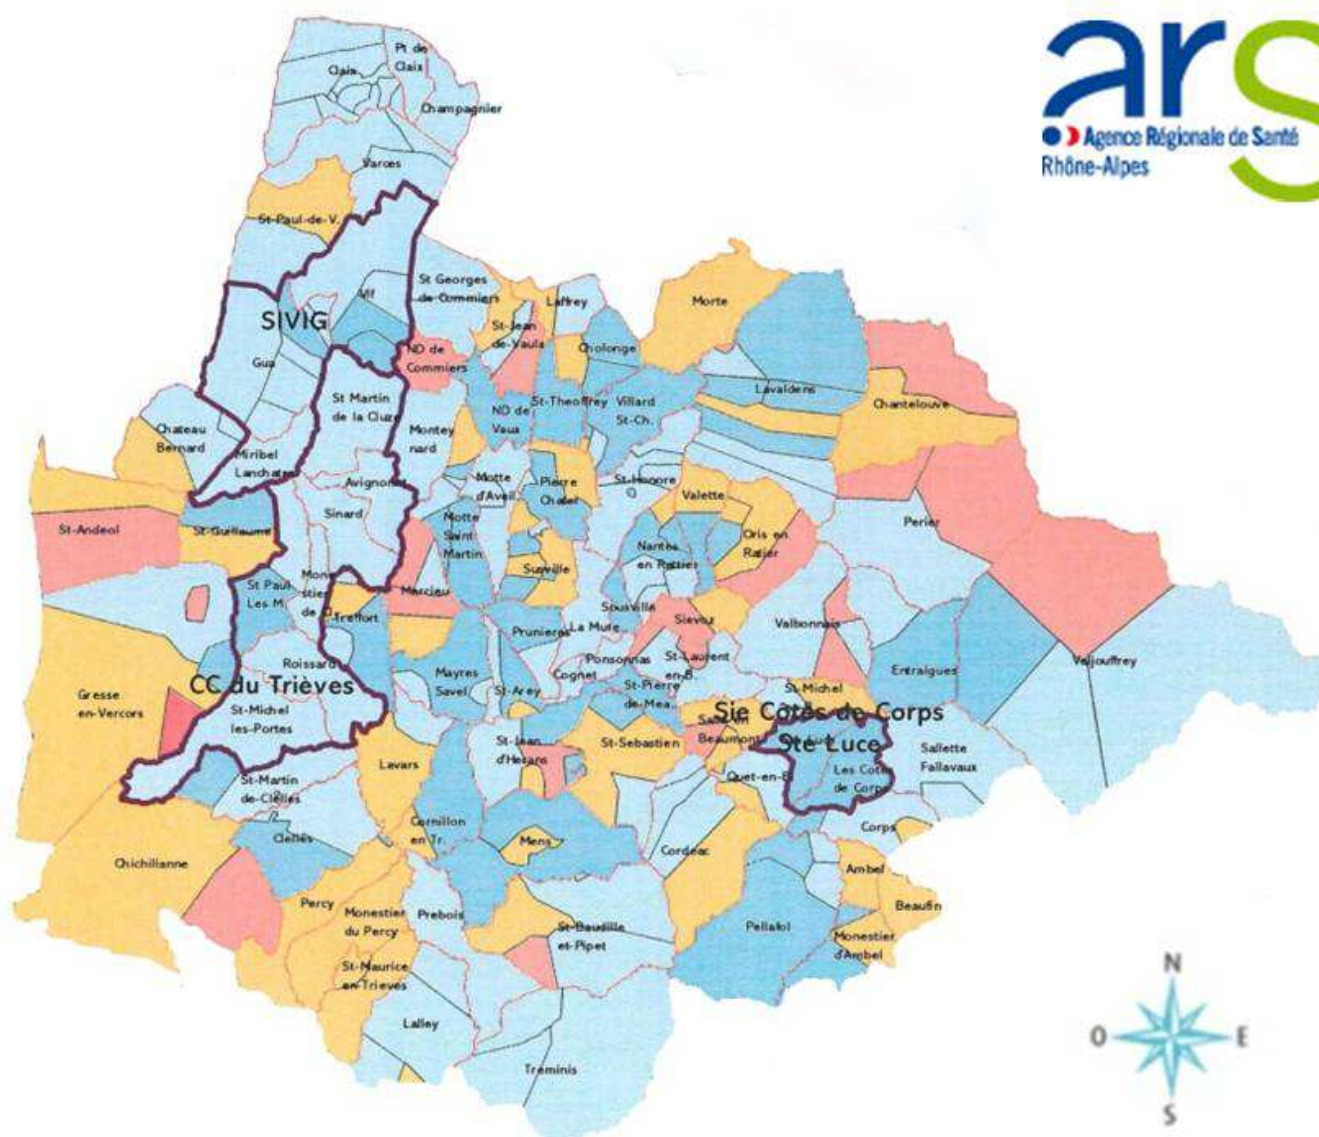 ars
Agence Régionale de Santé
Rhône-Alpes
Pt de
Claix
Claix
Champagnier
Varces
St-Paul-de-V.
St Georges
de Commiers
Vif
SIVIG
Gua
Laffrey
Morte
St-Jean
de-Vaulx
Cholonge
ND de
Commiers
Lavaldens
Chantelouve
St Martin
de la Cluze
ND de
Vaux
St-Theoffrey
Villard
St-Ch.
Chateau
Bernard
Montey
nard
Miribel
Lanchatre
Avignonet
Motte
d'Aveil
Pierre
Chatel
St-Honore
Valette
Sinard
St-Andeol
St-Guillaume
Motte
Saint
Martin
Perier
Nantes
en Rattier
Oris en
Ratier
Susville
St Paul
Les M.
Mones
stier
Treffort
Marcieu
Sousville
Prunieres
La Mure
Sievoz
Valbonnais
Roissard
Ponsonnas
Cognet
St-Laurent
en-B.
Entraigues
Valjouffrey
Gresse
en-Vercors
CC du Trièves
Mayres
Savel
St-Arey
St-Pierre
de-Mea.
St-Michel
St-Michel
les-Portes
Sie Côtes de Corps
Beaumont
Ste Luce
St-Jean
d'Herans
St-Sebastien
Sallette
Fallavaux
Lavars
St-Martin
de-Clelles
Quet-en-B.
Les Cotes
de Corps
Corps
Clelles
Cornillon
en Tr.
Mens
Cordeac
Chichilianne
Ambel
Percy
Monestier
du Percy
Prebois
Beaufin
St-Baudille
et-Pipet
Pellafol
Monestier
d'Ambel
St-Maurice
en-Trieves
Lalley
Tréminis
N
O
E
S